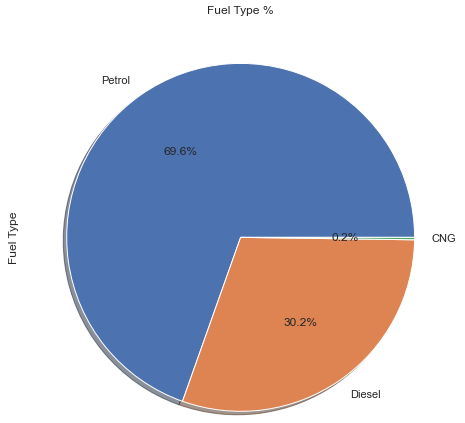 Fuel Type %
Petrol
69.6%
Fuel Type
0.2%
CNG
30.2%
Diesel